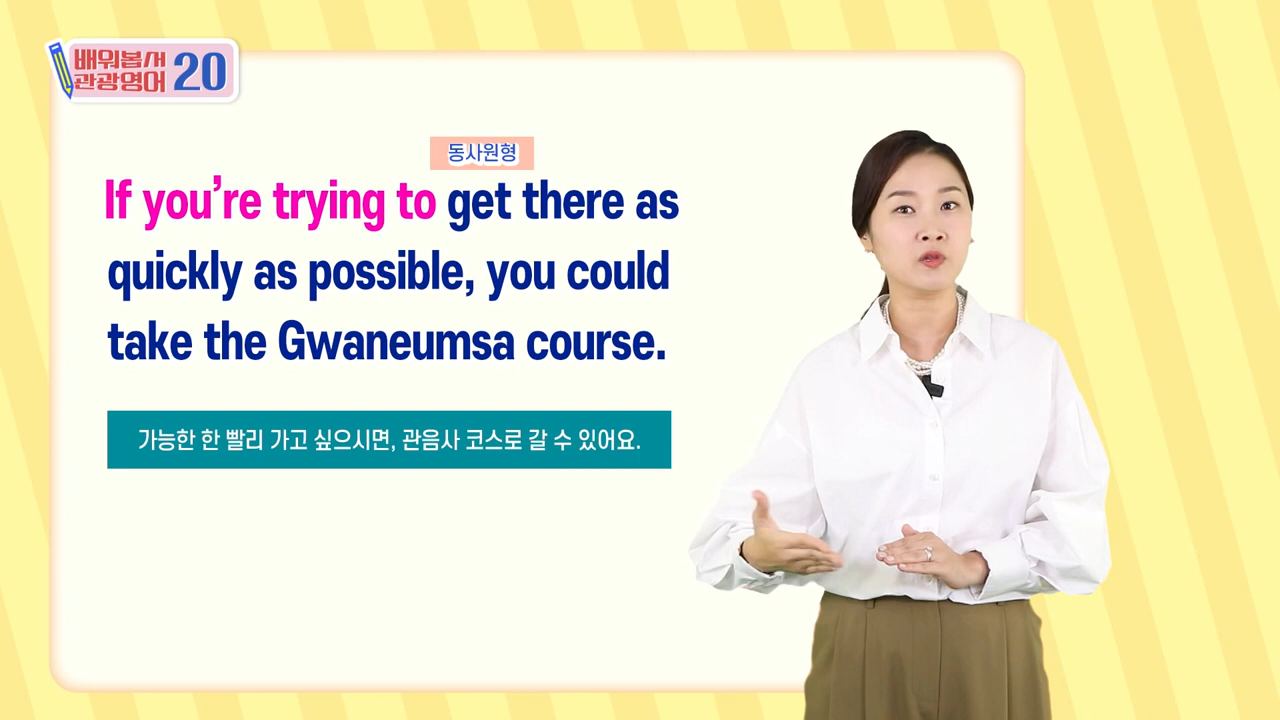 배워봅서
관광영어 20
동사원형
If you’re trying to get there as
quickly as possible, you could
take the Gwaneumsa course.
가능한 한 빨리 가고 싶으시면, 관음사 코스로 갈 수 있어요.